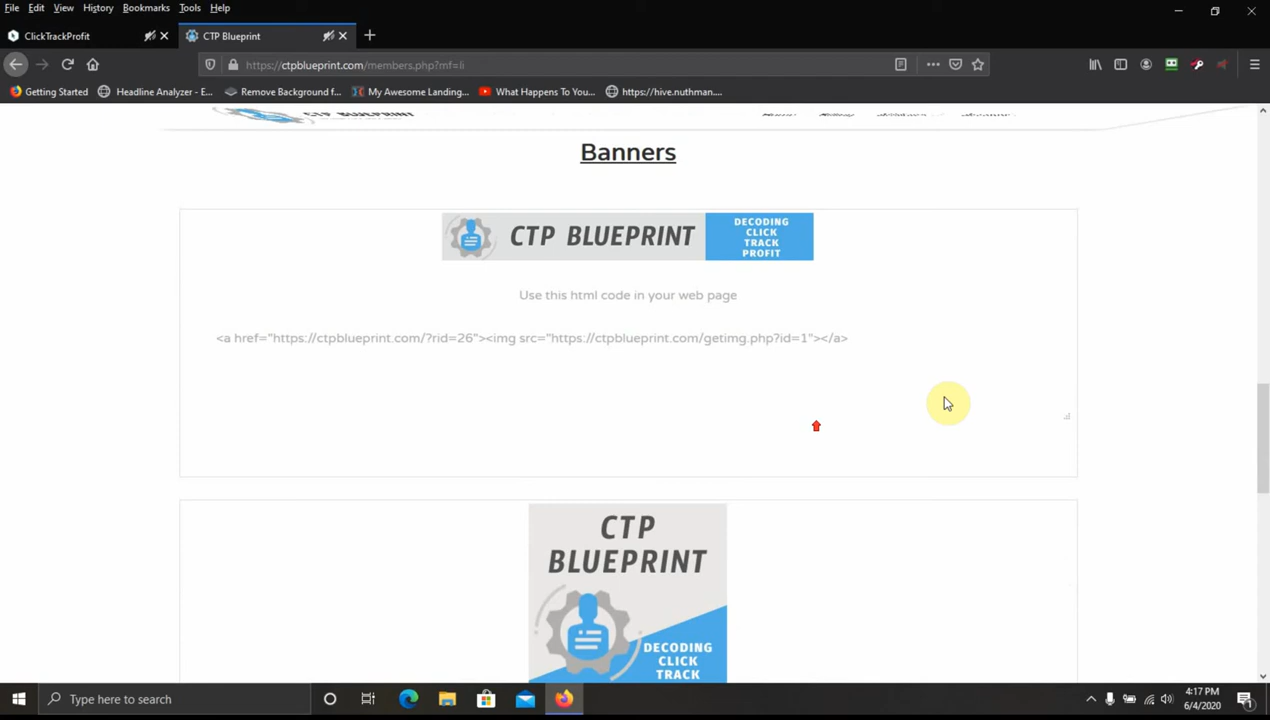 File Edit View History Bookmarks Tools Help
ClickTrackProfit CTP Blueprint
https://ctpblueprint.com/members.php?mf=li
Getting Started Headline Analyzer - E... Remove Background f... My Awesome Landing... What Happens To You... https://hive.nuthman....
Banners
CTP BLUEPRINT
DECODING
CLICK
TRACK
PROFIT
Use this html code in your web page
<a href="https://ctpblueprint.com/?rid=26"><img src="https://ctpblueprint.com/getimg.php?id=1"></a>
CTP
BLUEPRINT
DECODING
CLICK
TRACK
Type here to search
4:17 PM
6/4/2020
1